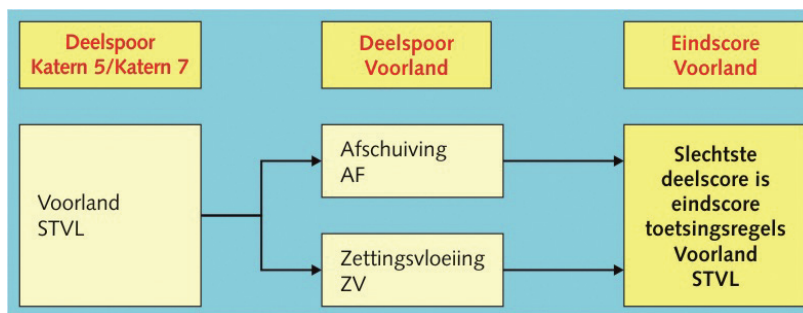 Deelspoor
Katern 5/Katern 7
Deelspoor
Voorland
Eindscore
Voorland
Voorland
STVL
Afschuiving
AF
Zettingsvloeiing
ZV
Slechtste
deelscore is
eindscore
toetsingsregels
Voorland
STVL